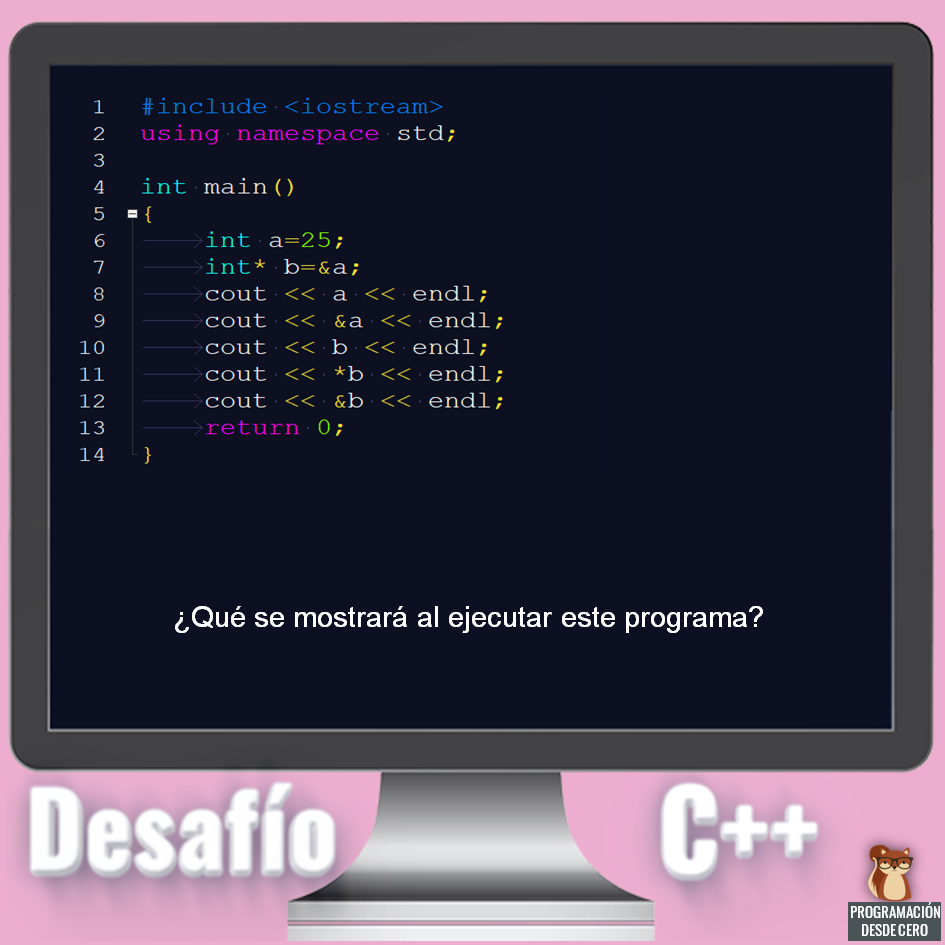 1 #include <iostream>
2 using namespace std;
3
4 int main()
5 {
6 int a=25;
7 int* b=&a;
8 cout << a << endl;
9 cout << &a << endl;
10 cout << b << endl;
11 cout << *b << endl;
12 cout << &b << endl;
13 return 0;
14 }
¿Qué se mostrará al ejecutar este programa?
Desafío C++
PROGRAMACIÓN
DESDE CERO